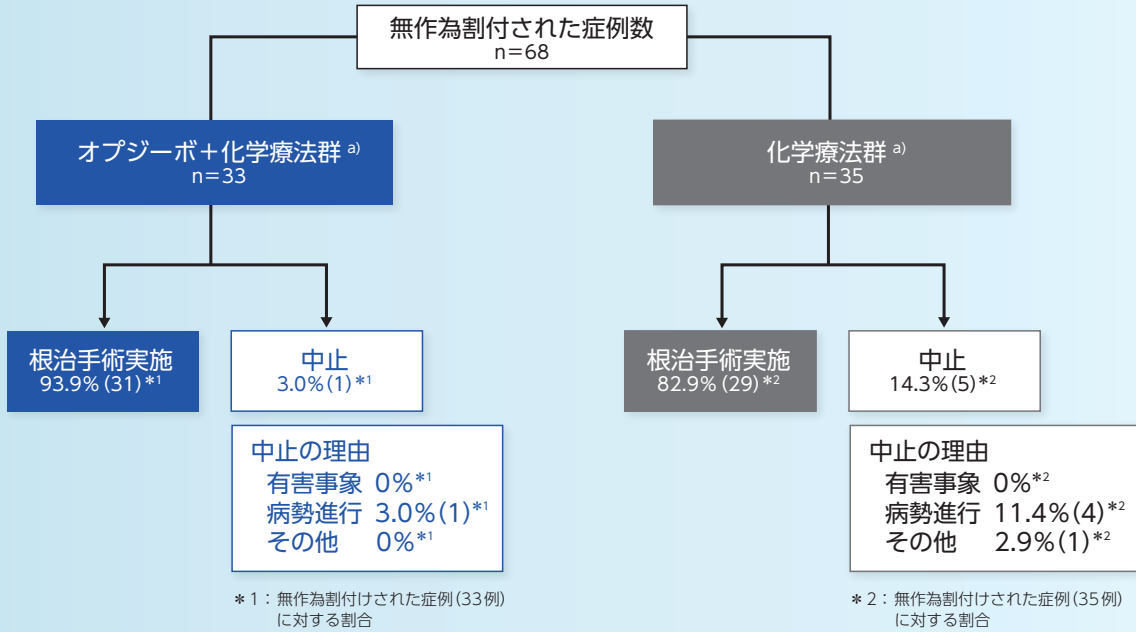 無作為割付された症例数
n=68
オプジーボ+化学療法群 a)
n=33
化学療法群 a)
n=35
根治手術実施
93.9%(31)*1
中止
3.0%(1)*1
根治手術実施
82.9%(29)*2
中止
14.3%(5)*2
中止の理由
有害事象 0%*1
病勢進行 3.0%(1)*1
その他 0%*1
中止の理由
有害事象 0%*2
病勢進行 11.4%(4)*2
その他 2.9%(1)*2
*1:無作為割付けされた症例(33例)
に対する割合
*2:無作為割付けされた症例(35例)
に対する割合